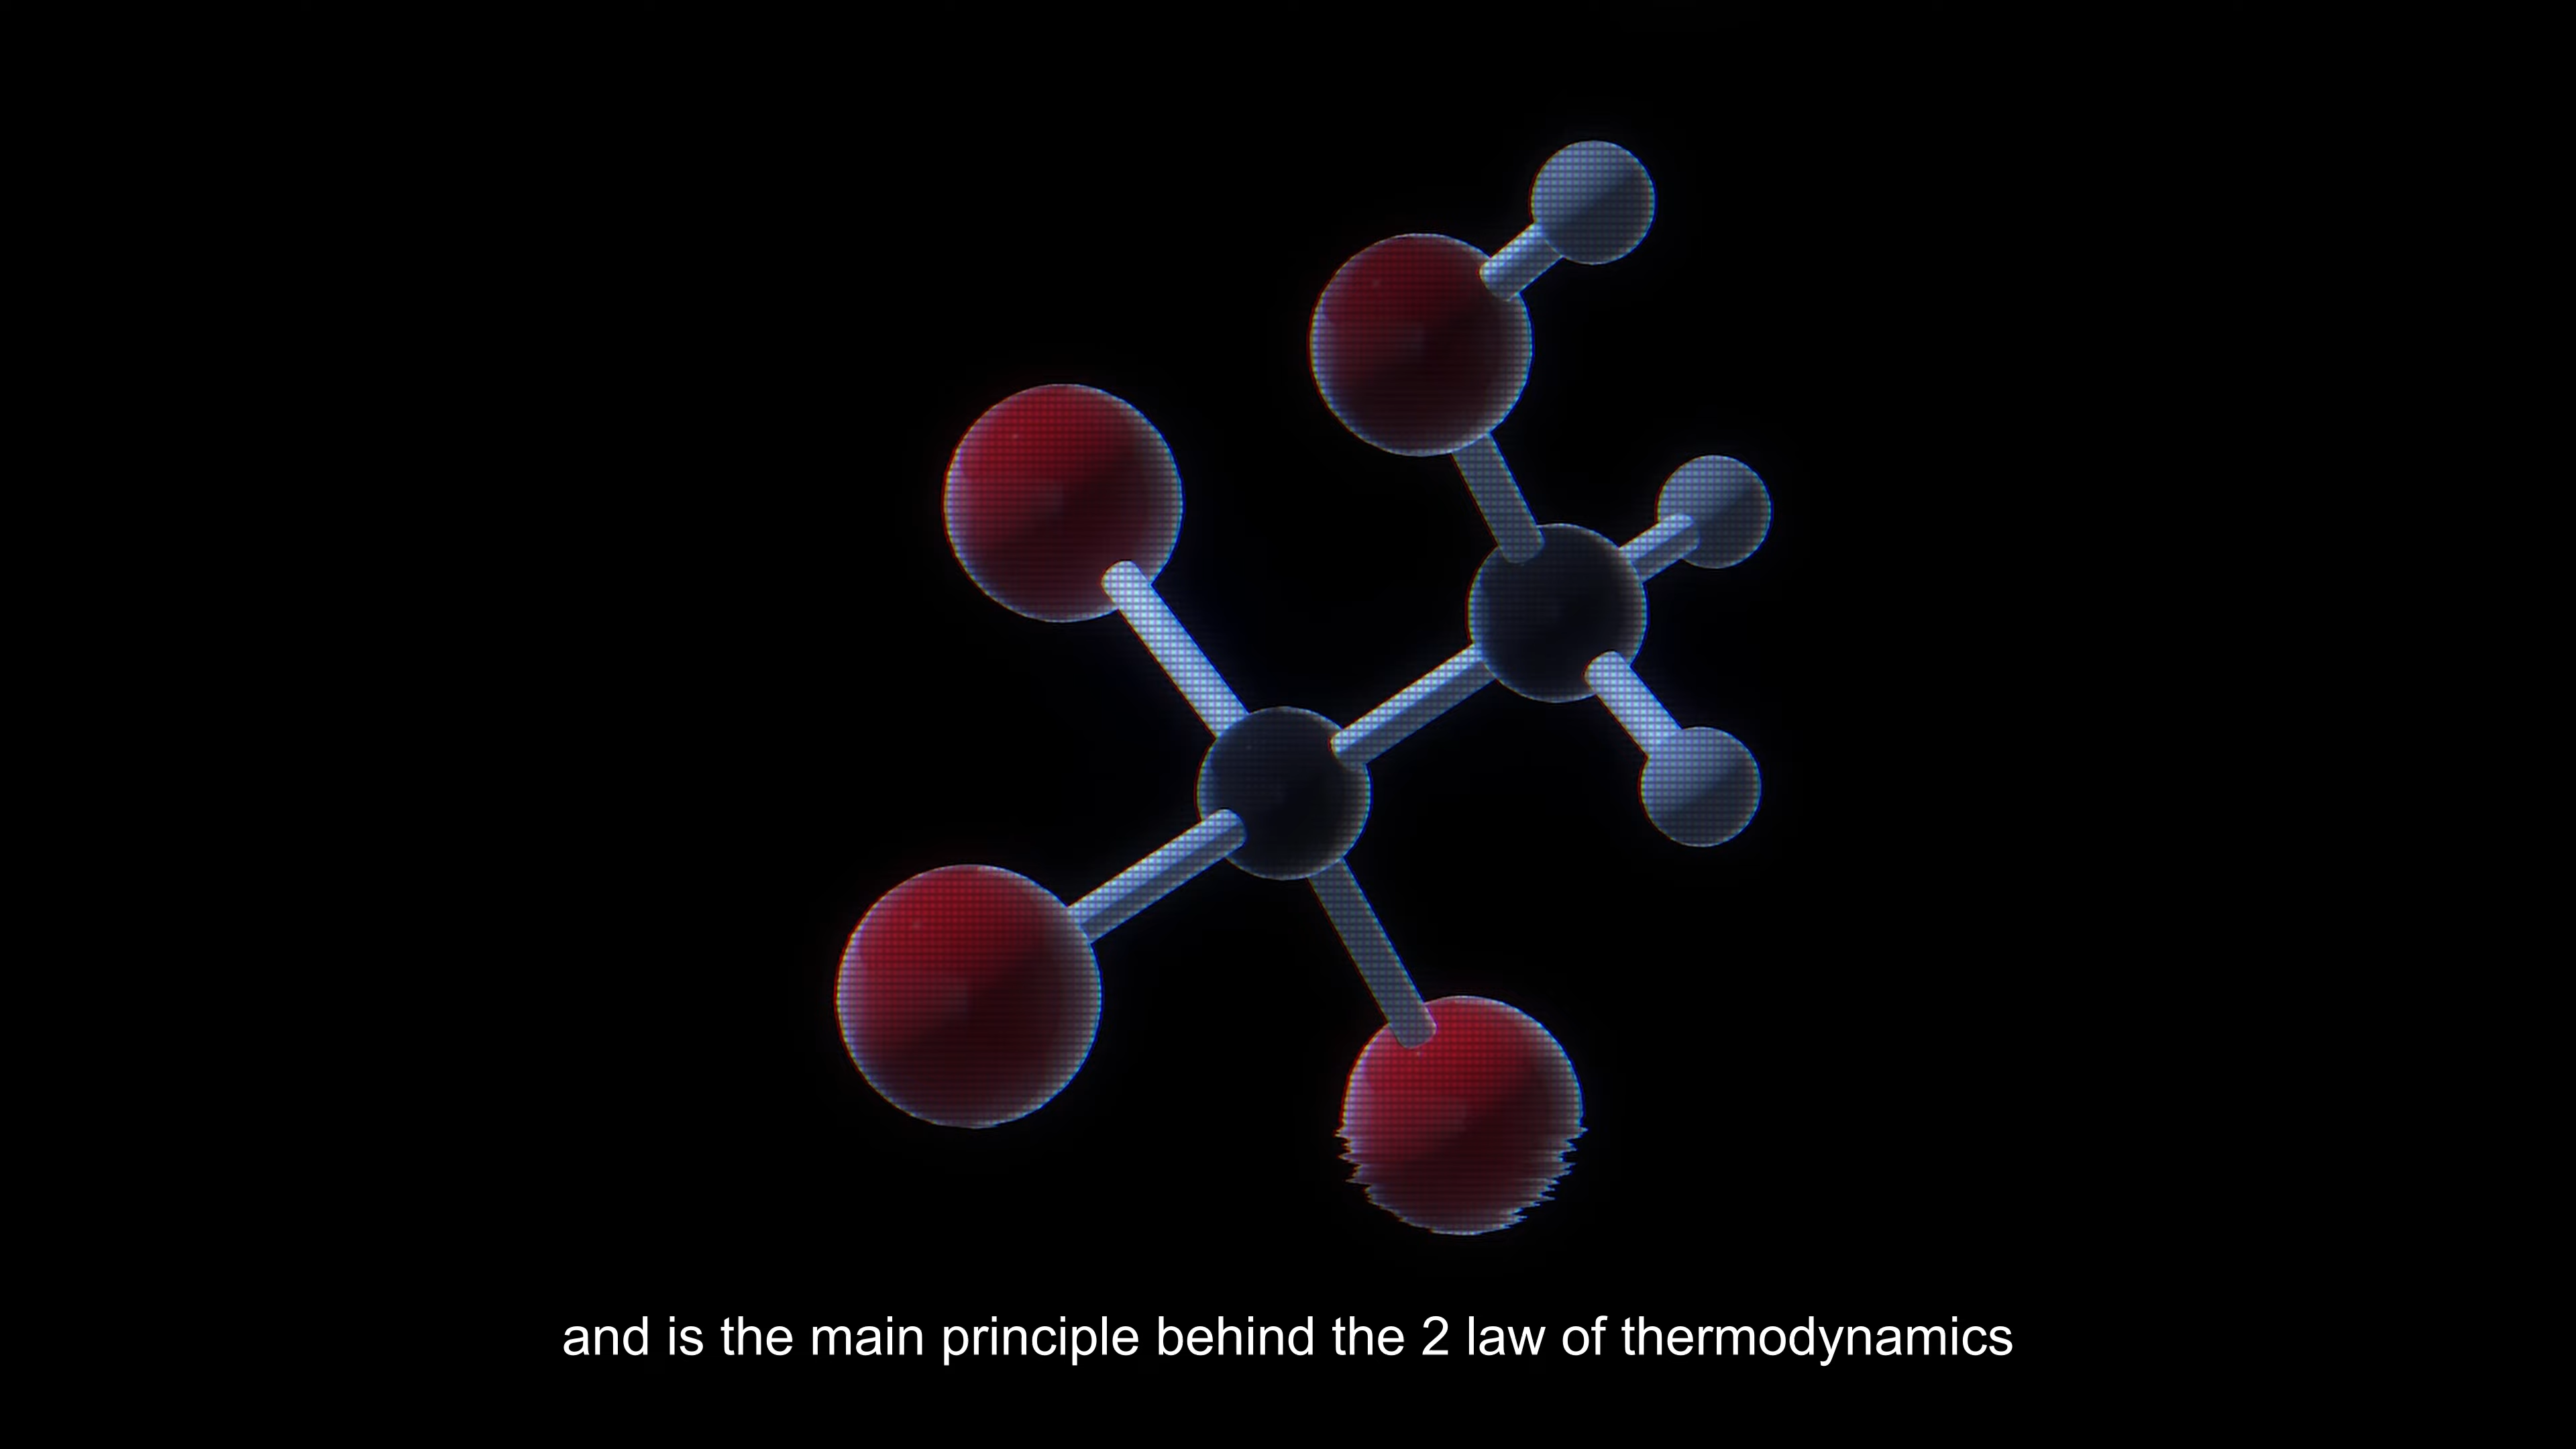 and is the main principle behind the 2 law of thermodynamics